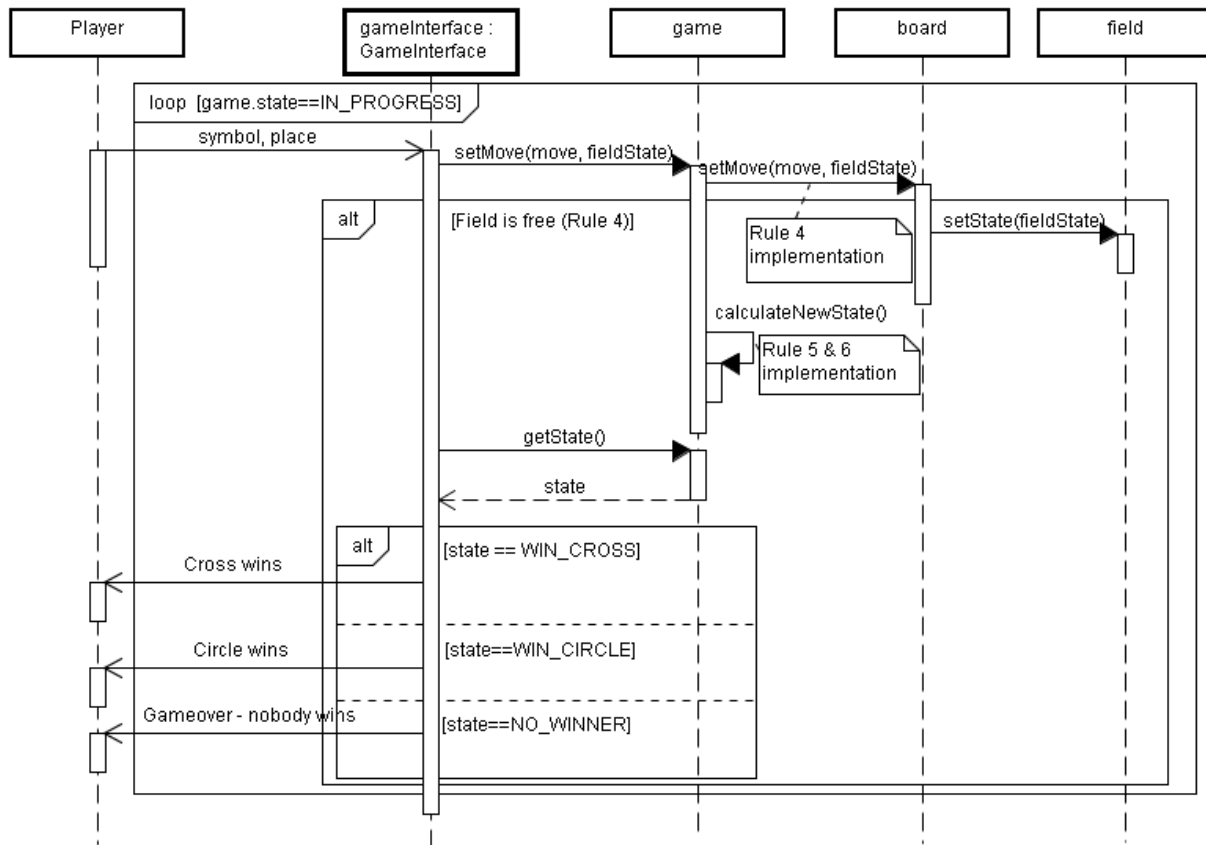 Player
gameInterface :
GameInterface
game
board
field
loop [game.state==IN_PROGRESS]
symbol, place
setMove(move, fieldState)
setMove(move, fieldState)
alt
[Field is free (Rule 4)]
setState(fieldState)
Rule 4
implementation
calculateNewState()
Rule 5 & 6
implementation
getState()
state
alt
[state == WIN_CROSS]
Cross wins
Circle wins
[state==WIN_CIRCLE]
Gameover - nobody wins
[state==NO_WINNER]